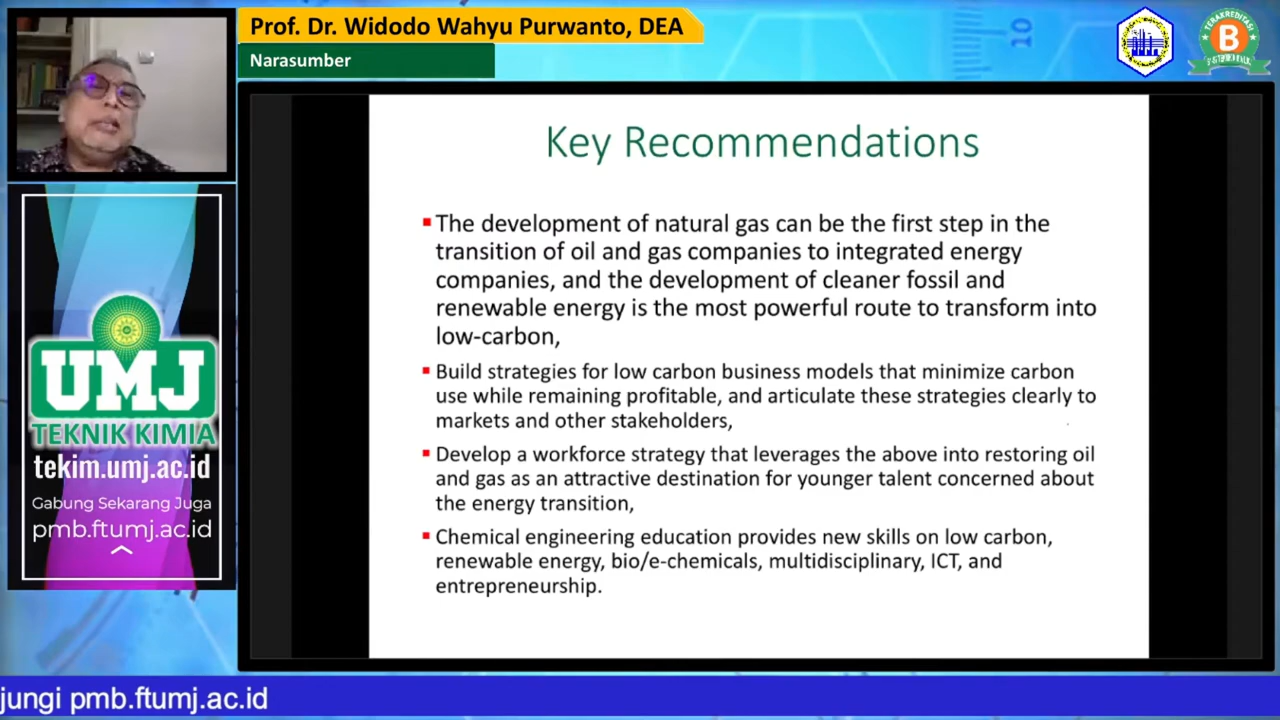 Prof. Dr. Widodo Wahyu Purwanto, DEA
Narasumber
10
TERAKREDITASI
B
UMJ
TEKNIK KIMIA
tekim.umj.ac.id
Gabung Sekarang Juga
pmb.ftumj.ac.id
Key Recommendations
The development of natural gas can be the first step in the
transition of oil and gas companies to integrated energy
companies, and the development of cleaner fossil and
renewable energy is the most powerful route to transform into
low-carbon,
Build strategies for low carbon business models that minimize carbon
use while remaining profitable, and articulate these strategies clearly to
markets and other stakeholders,
Develop a workforce strategy that leverages the above into restoring oil
and gas as an attractive destination for younger talent concerned about
the energy transition,
Chemical engineering education provides new skills on low carbon,
renewable energy, bio/e-chemicals, multidisciplinary, ICT, and
entrepreneurship.
jungi pmb.ftumj.ac.id